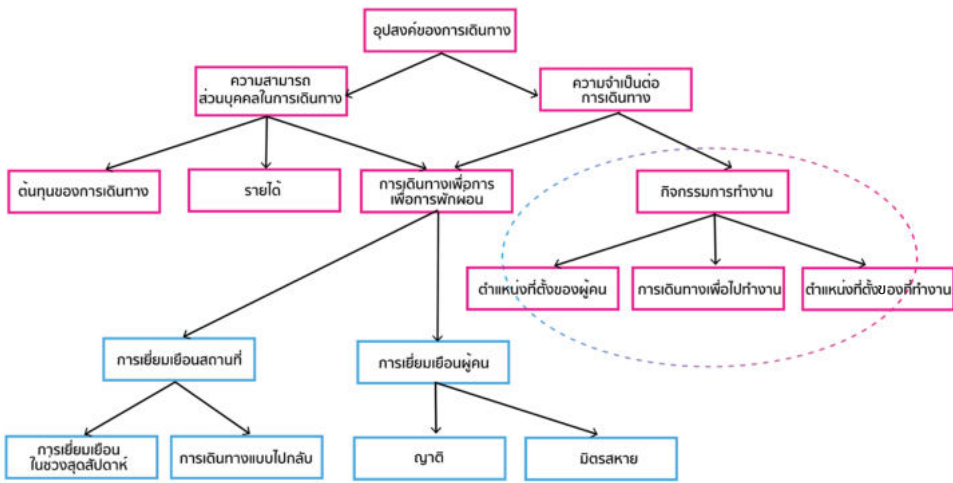 อุปสงค์ของการเดินทาง
ความสามารถ
ส่วนบุคคลในการเดินทาง
ความจำเป็นต่อ
การเดินทาง
ต้นทุนของการเดินทาง
รายได้
การเดินทางเพื่อการ
เพื่อการพักผ่อน
กิจกรรมการทำงาน
ตำแหน่งที่ตั้งของผู้คน
การเดินทางเพื่อไปทำงาน
ตำแหน่งที่ตั้งของที่ทำงาน
การเยี่ยมเยือนสถานที่
การเยี่ยมเยือนผู้คน
การเยี่ยมเยือน
ในช่วงสุดสัปดาห์
การเดินทางแบบไปกลับ
ญาติ
มิตรสหาย